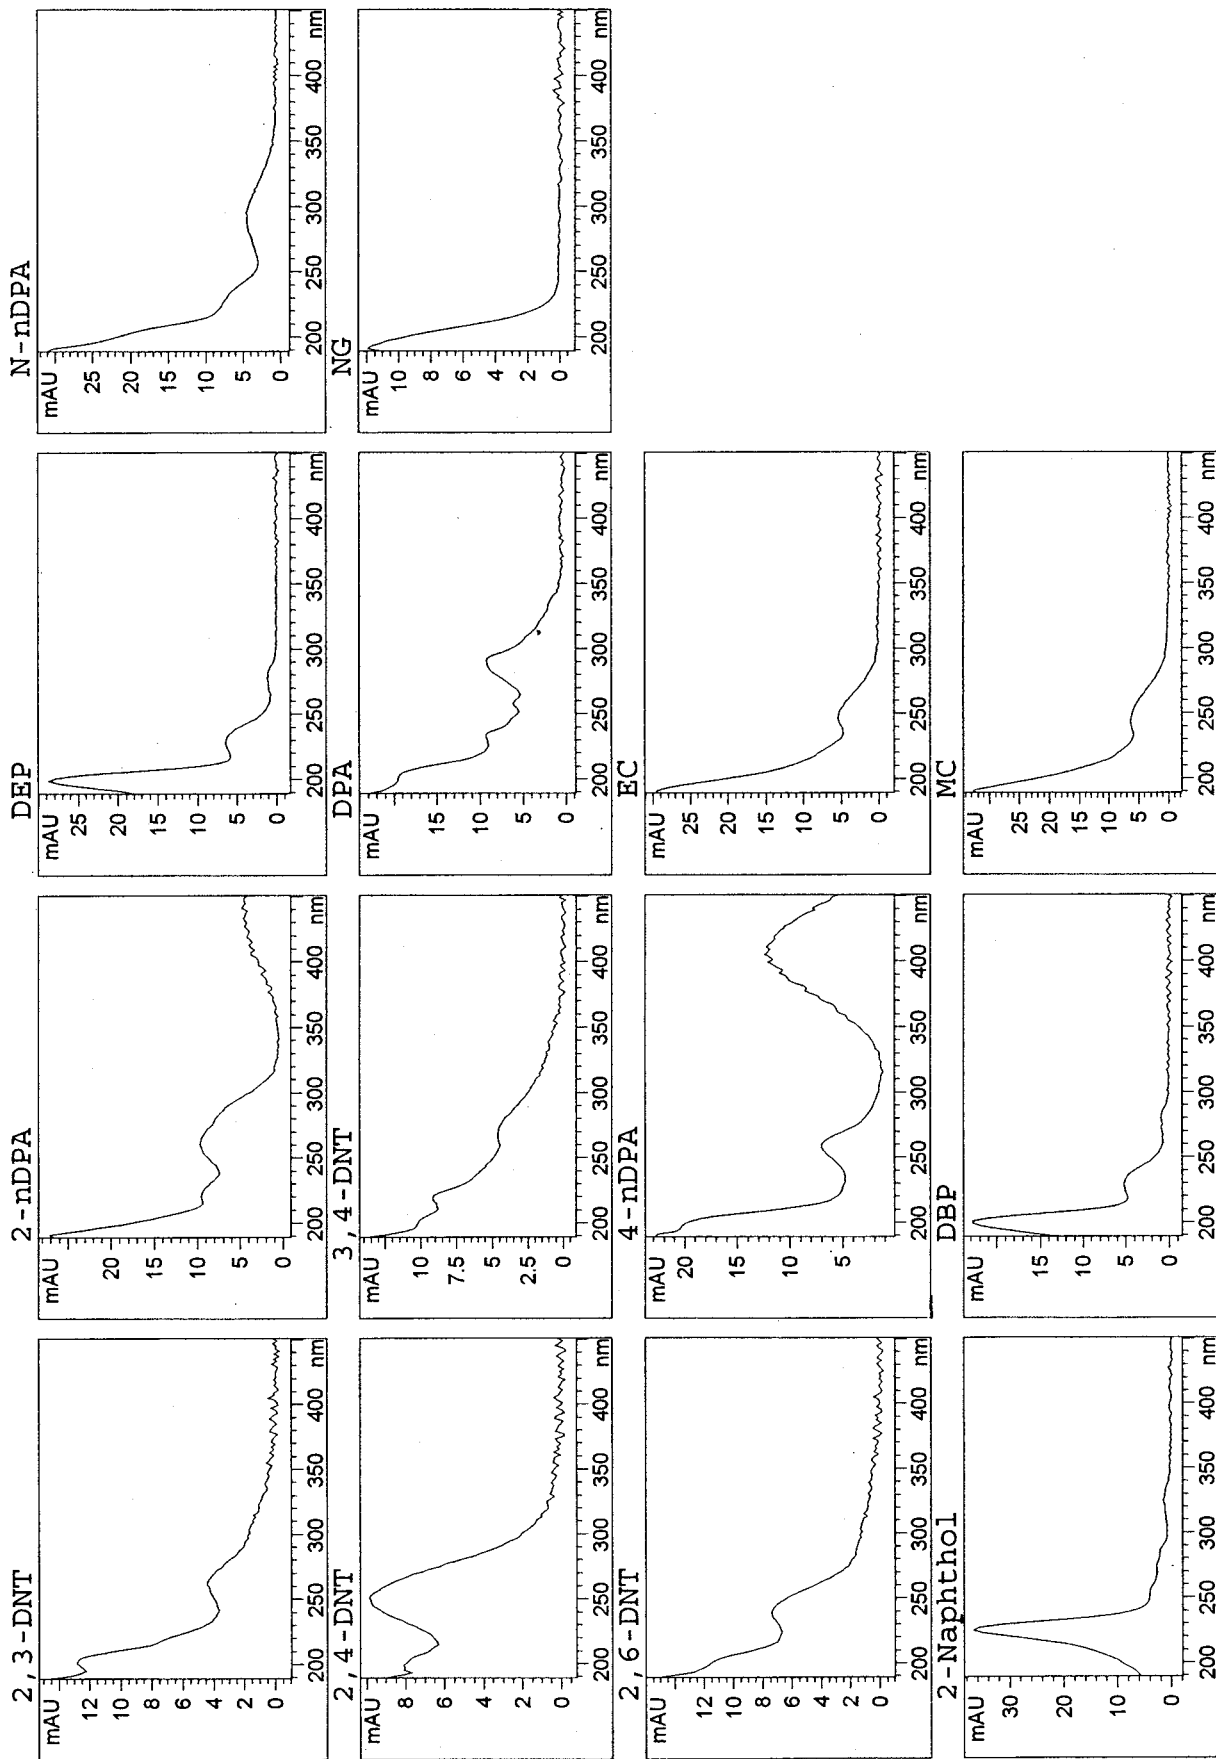 2,3-DNT
mAU
12
10
8
6
4
2
0
200 250 300 350 400 nm
2-nDPA
mAU
20
15
10
5
0
200 250 300 350 400 nm
DEP
mAU
25
20
15
10
5
0
200 250 300 350 400 nm
N-nDPA
mAU
25
20
15
10
5
0
200 250 300 350 400 nm
2,4-DNT
mAU
8
6
4
2
0
200 250 300 350 400 nm
3,4-DNT
mAU
10
7.5
5
2.5
0
200 250 300 350 400 nm
DPA
mAU
15
10
5
0
200 250 300 350 400 nm
NG
mAU
10
8
6
4
2
0
200 250 300 350 400 nm
2,6-DNT
mAU
12
10
8
6
4
2
0
200 250 300 350 400 nm
4-nDPA
mAU
20
15
10
5
200 250 300 350 400 nm
EC
mAU
25
20
15
10
5
0
200 250 300 350 400 nm
2-Naphthol
mAU
30
20
10
0
200 250 300 350 400 nm
DBP
mAU
15
10
5
0
200 250 300 350 400 nm
MC
mAU
25
20
15
10
5
0
200 250 300 350 400 nm